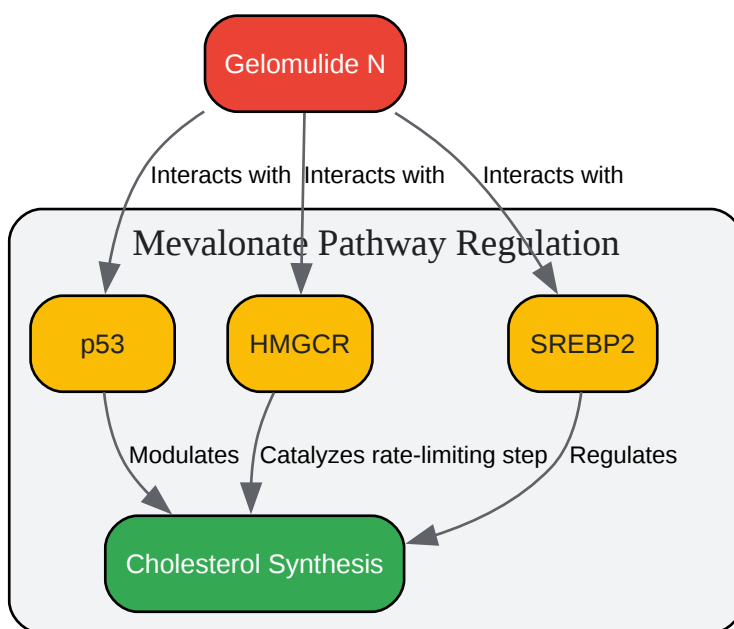 Gelomulide N
Interacts with Interacts with Interacts with
Mevalonate Pathway Regulation
p53 HMGCR SREBP2
Modulates Catalyzes rate-limiting step Regulates
Cholesterol Synthesis